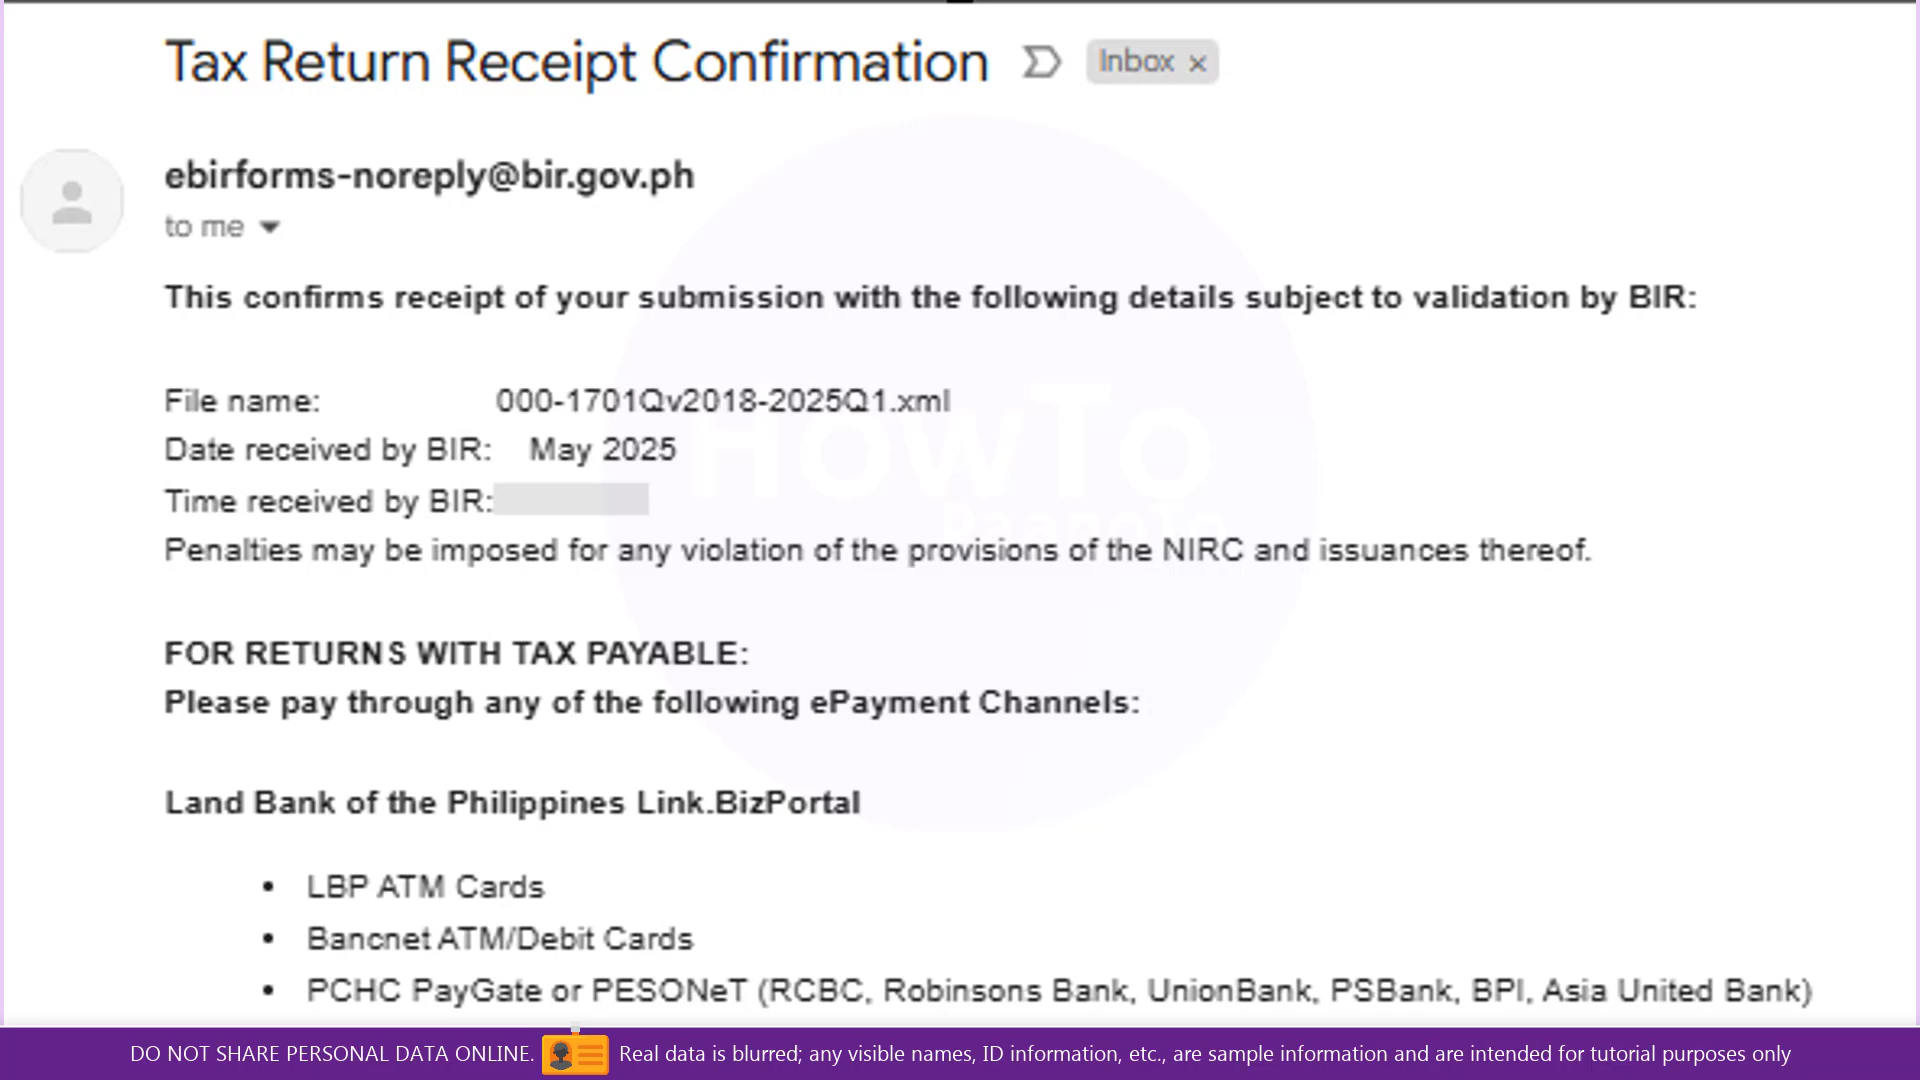 Tax Return Receipt Confirmation
Inbox ×
ebirforms-noreply@bir.gov.ph
to me
This confirms receipt of your submission with the following details subject to validation by BIR:
File name: 000-1701Qv2018-2025Q1.xml
Date received by BIR: May 2025
Time received by BIR:
Penalties may be imposed for any violation of the provisions of the NIRC and issuances thereof.
HowTo
PaanoTo
FOR RETURNS WITH TAX PAYABLE:
Please pay through any of the following ePayment Channels:
Land Bank of the Philippines Link.BizPortal
• LBP ATM Cards
• Bancnet ATM/Debit Cards
• PCHC PayGate or PESONeT (RCBC, Robinsons Bank, UnionBank, PSBank, BPI, Asia United Bank)
DO NOT SHARE PERSONAL DATA ONLINE. Real data is blurred; any visible names, ID information, etc., are sample information and are intended for tutorial purposes only